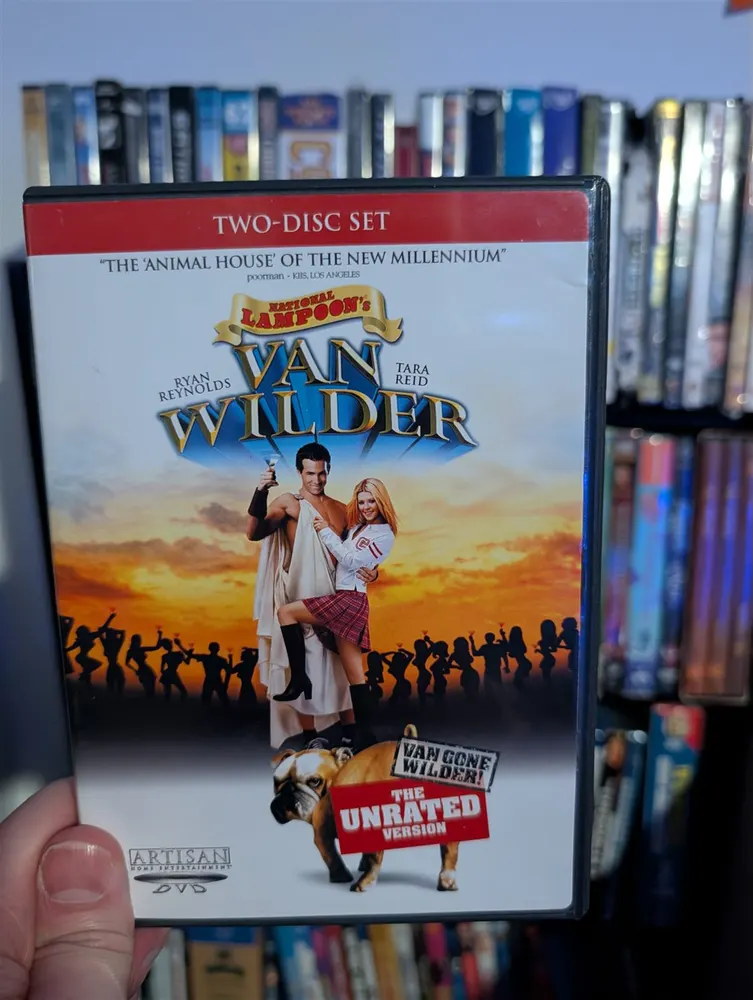 TWO-DISC SET
"THE 'ANIMAL HOUSE' OF THE NEW MILLENNIUM"
poorman - KIIS, LOS ANGELES
NATIONAL
LAMPOON'S
RYAN
REYNOLDS
VAN
TARA
REID
WILDER
C
VAN GONE
WILDER!
THE
UNRATED
VERSION
ARTISAN
HOME ENTERTAINMENT
DVD